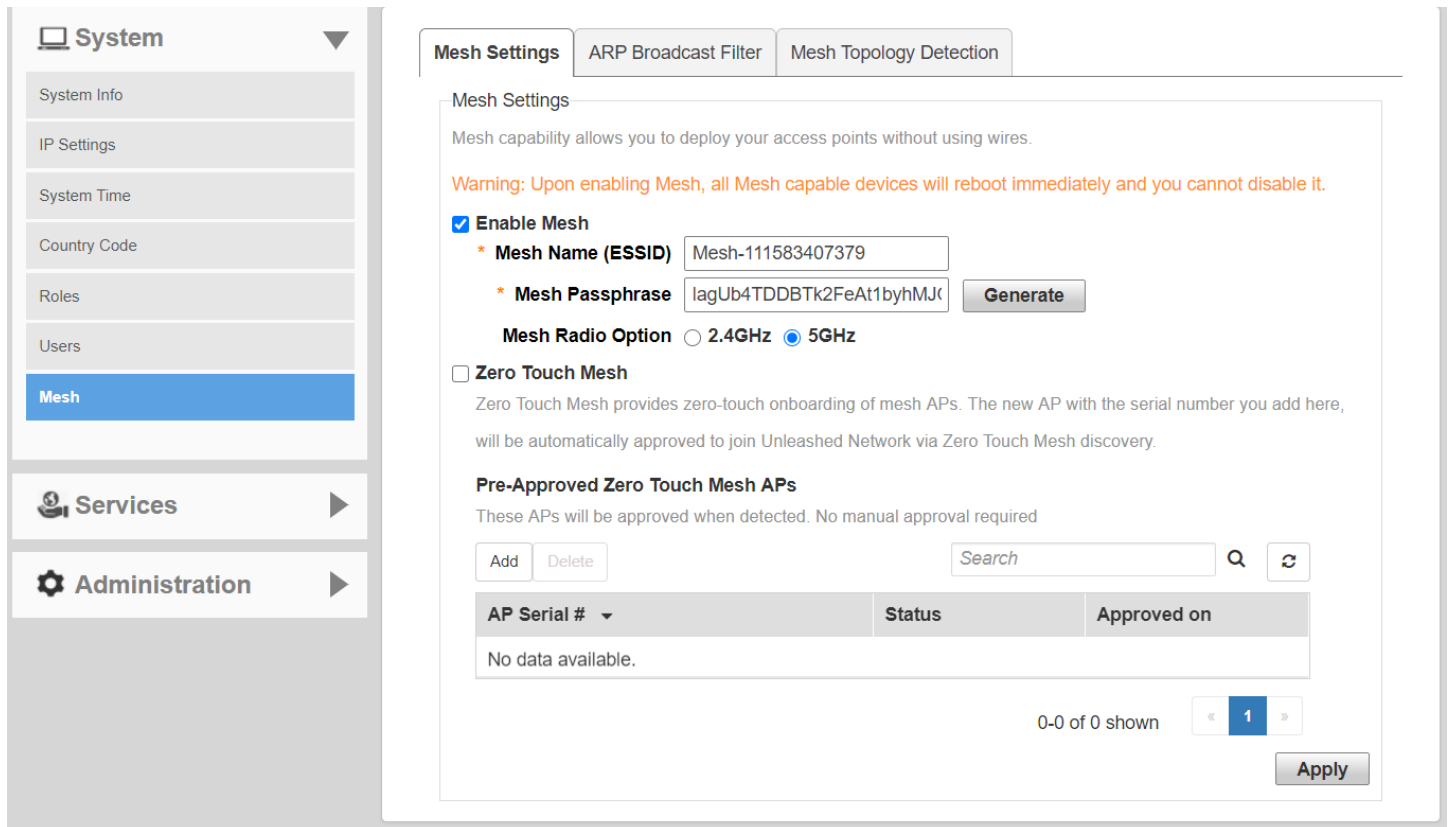 System
System Info
IP Settings
System Time
Country Code
Roles
Users
Mesh
Services
Administration
Mesh Settings
ARP Broadcast Filter
Mesh Topology Detection
Mesh Settings
Mesh capability allows you to deploy your access points without using wires.
Warning: Upon enabling Mesh, all Mesh capable devices will reboot immediately and you cannot disable it.
Enable Mesh
* Mesh Name (ESSID) Mesh-111583407379
* Mesh Passphrase Generate
Mesh Radio Option 2.4GHz 5GHz
Zero Touch Mesh
Zero Touch Mesh provides zero-touch onboarding of mesh APs. The new AP with the serial number you add here,
will be automatically approved to join Unleashed Network via Zero Touch Mesh discovery.
Pre-Approved Zero Touch Mesh APs
These APs will be approved when detected. No manual approval required
Add Delete Search
AP Serial # Status Approved on
No data available.
0-0 of 0 shown « 1 »
Apply